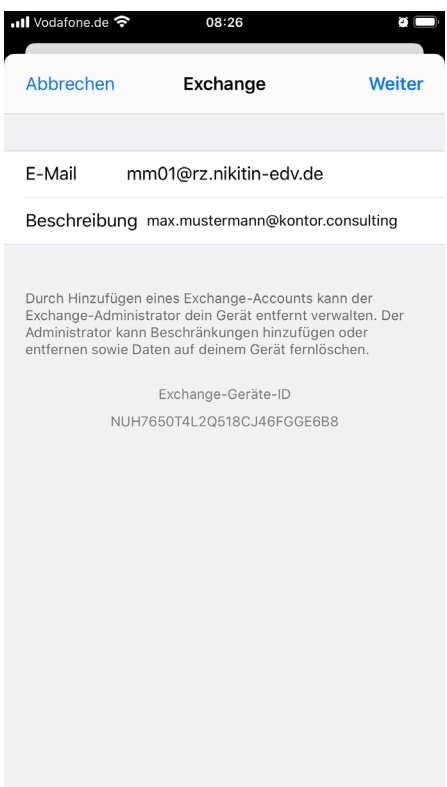 Vodafone.de 08:26
Abbrechen Exchange Weiter
E-Mail mm01@rz.nikitin-edv.de
Beschreibung max.mustermann@kontor.consulting
Durch Hinzufügen eines Exchange-Accounts kann der
Exchange-Administrator dein Gerät entfernt verwalten. Der
Administrator kann Beschränkungen hinzufügen oder
entfernen sowie Daten auf deinem Gerät fernlöschen.
Exchange-Geräte-ID
NUH7650T4L2Q518CJ46FGGE6B8